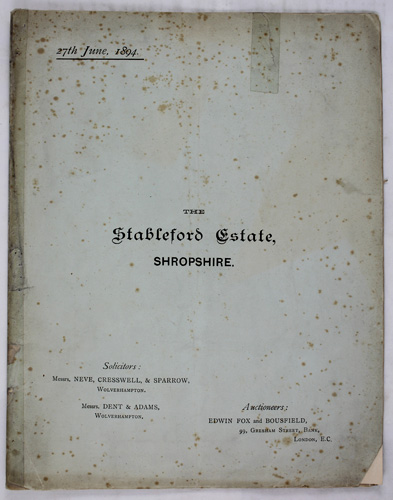 27th June, 1894.
THE
Stableford Estate,
SHROPSHIRE.
Solicitors:
Messrs. NEVE, CRESSWELL, & SPARROW,
WOLVERHAMPTON.
Messrs. DENT & ADAMS,
WOLVERHAMPTON,
Auctioneers;
EDWIN FOX and BOUSFIELD,
99, GRESHAM STREET, BANK,
LONDON, E.C.